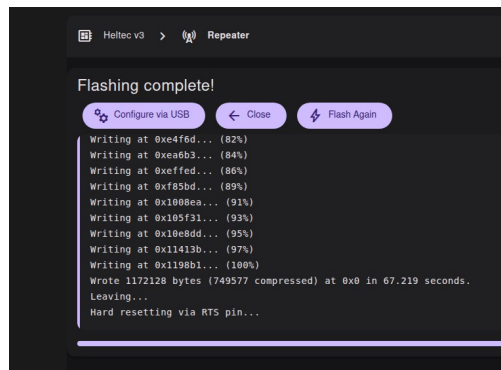 Heltec v3 > Repeater
Flashing complete!
Configure via USB Close Flash Again
Writing at 0xe4f6d... (82%)
Writing at 0xea6b3... (84%)
Writing at 0xeffed... (86%)
Writing at 0xf85bd... (89%)
Writing at 0x1008ea... (91%)
Writing at 0x105f31... (93%)
Writing at 0x10e8dd... (95%)
Writing at 0x11413b... (97%)
Writing at 0x1198b1... (100%)
Wrote 1172128 bytes (749577 compressed) at 0x0 in 67.219 seconds.
Leaving...
Hard resetting via RTS pin...